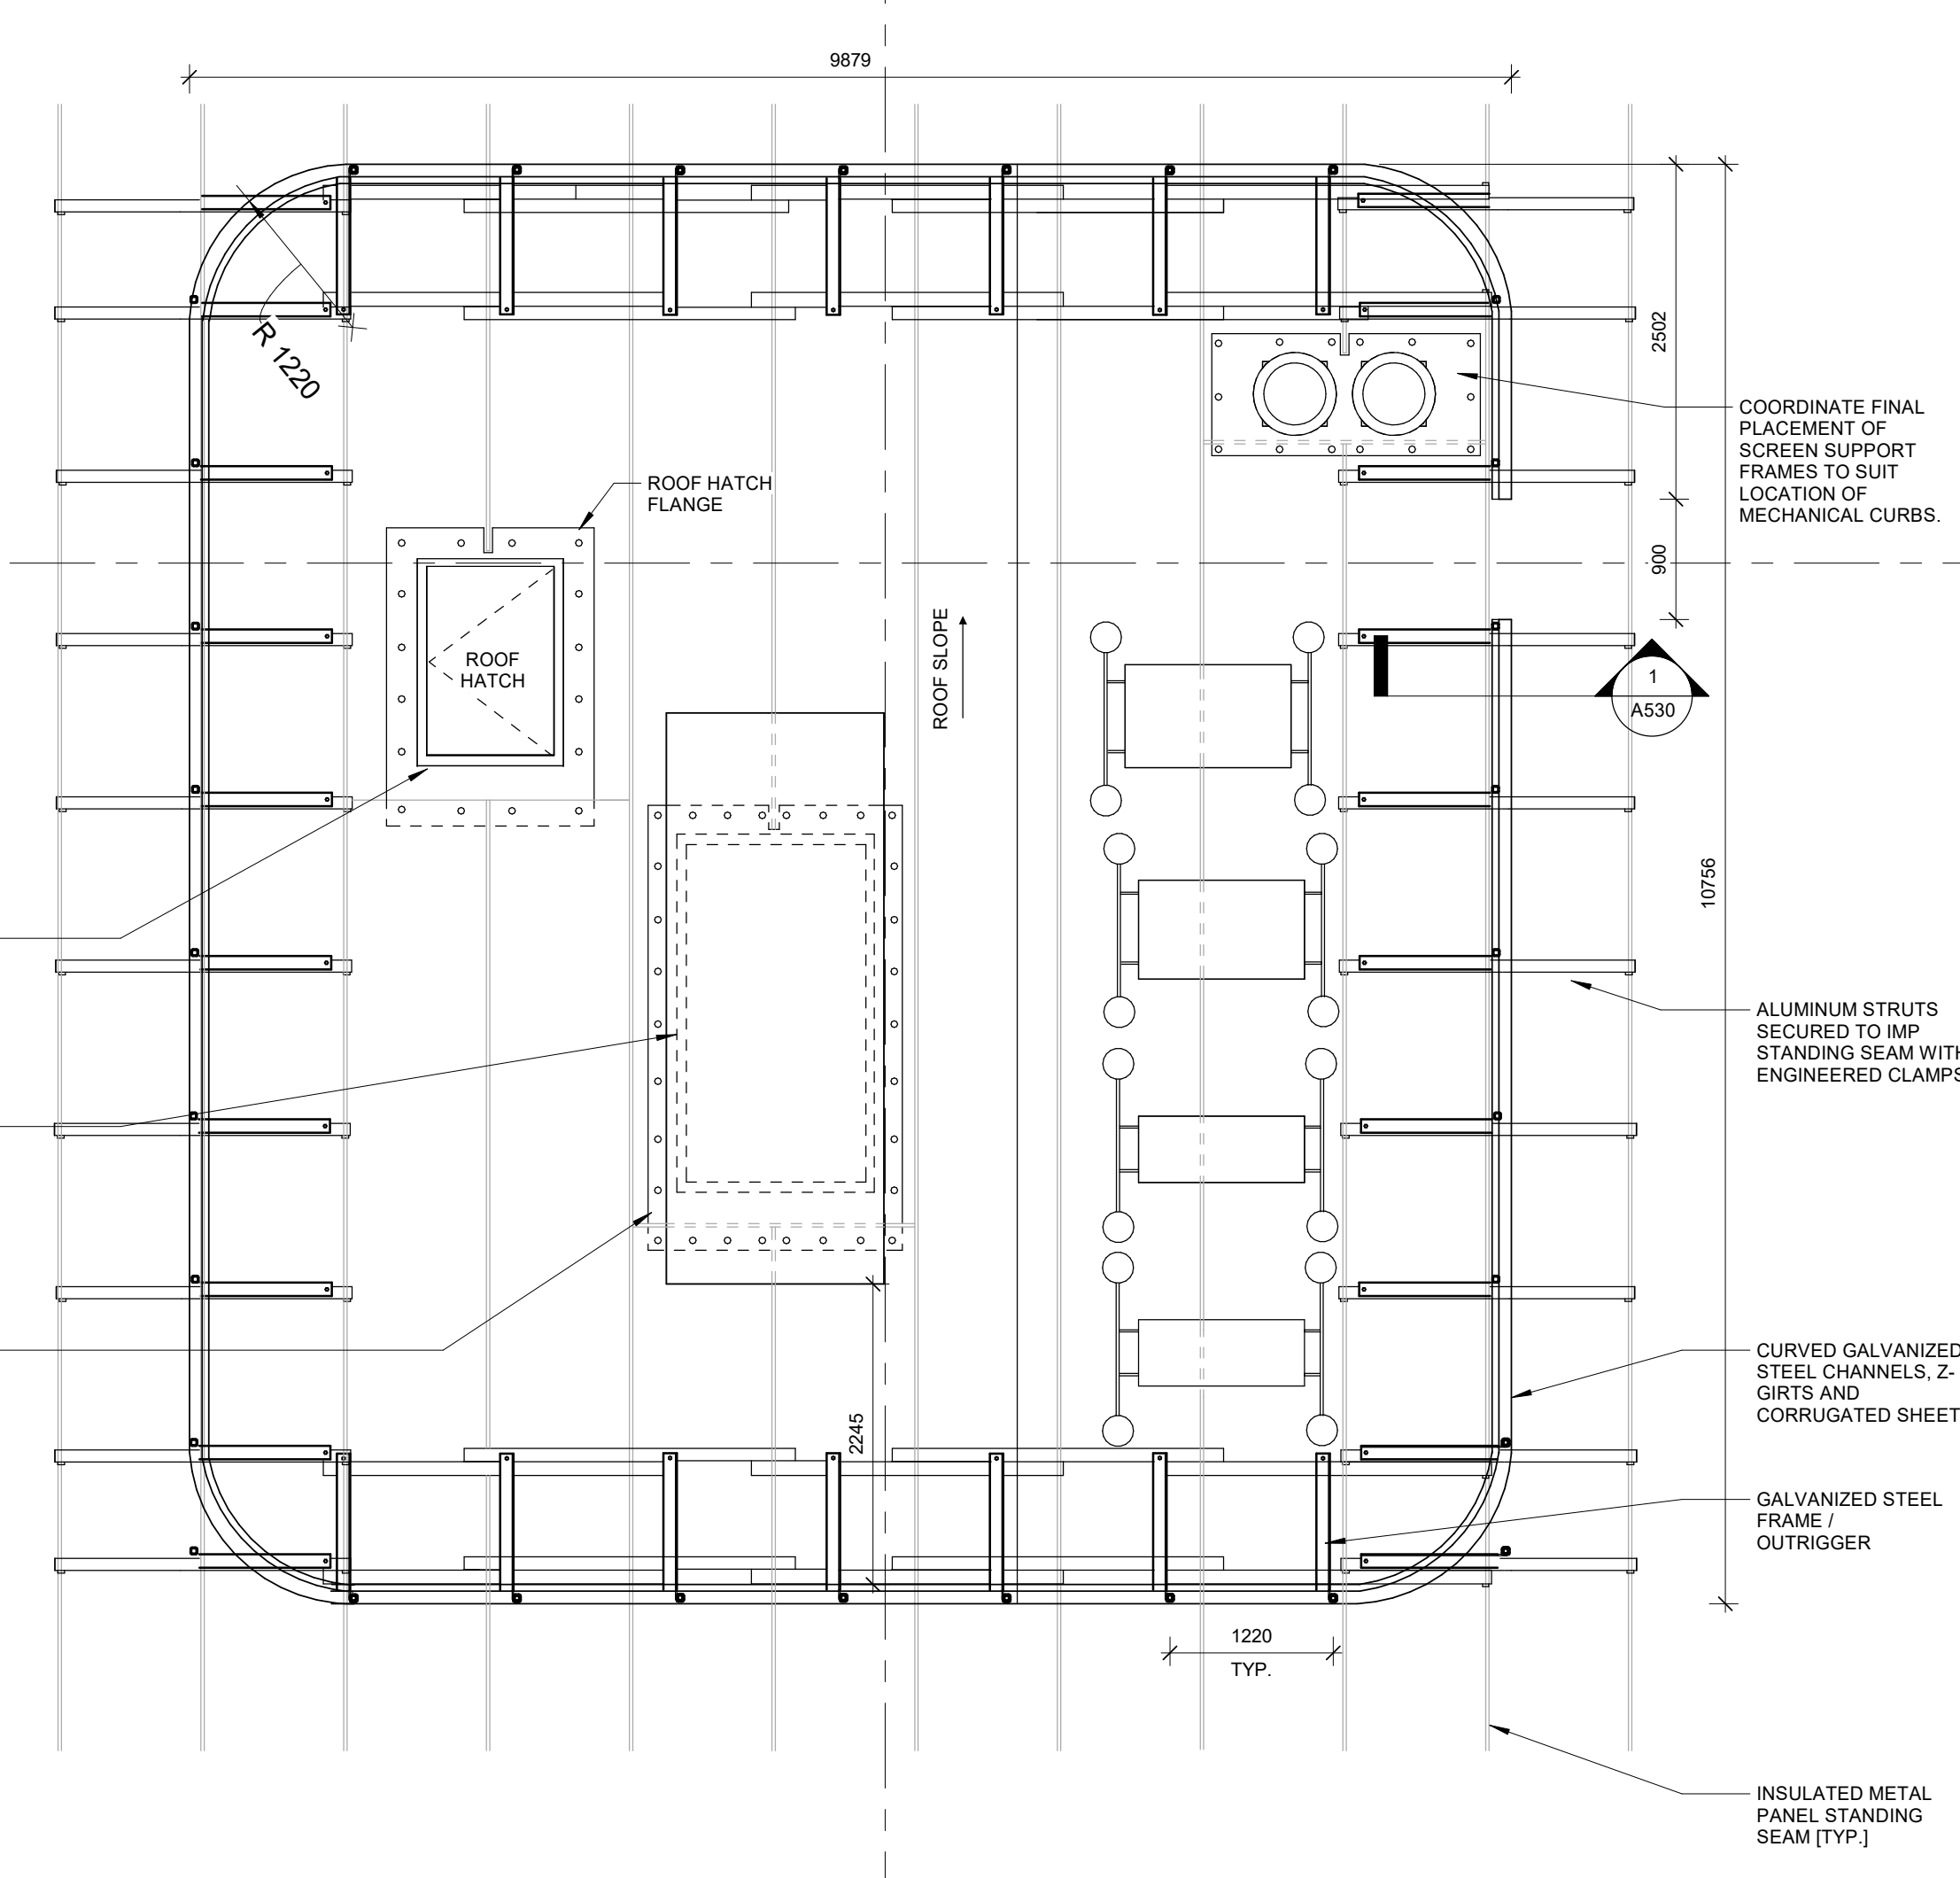 9879
R 1220
2502
COORDINATE FINAL
PLACEMENT OF
SCREEN SUPPORT
FRAMES TO SUIT
LOCATION OF
MECHANICAL CURBS.
ROOF HATCH
FLANGE
900
ROOF
HATCH
ROOF SLOPE
1
A530
10756
ALUMINUM STRUTS
SECURED TO IMP
STANDING SEAM WITH
ENGINEERED CLAMPS
CURVED GALVANIZED
STEEL CHANNELS, Z-
GIRTS AND
CORRUGATED SHEET
2245
GALVANIZED STEEL
FRAME /
OUTRIGGER
1220
TYP.
INSULATED METAL
PANEL STANDING
SEAM [TYP.]